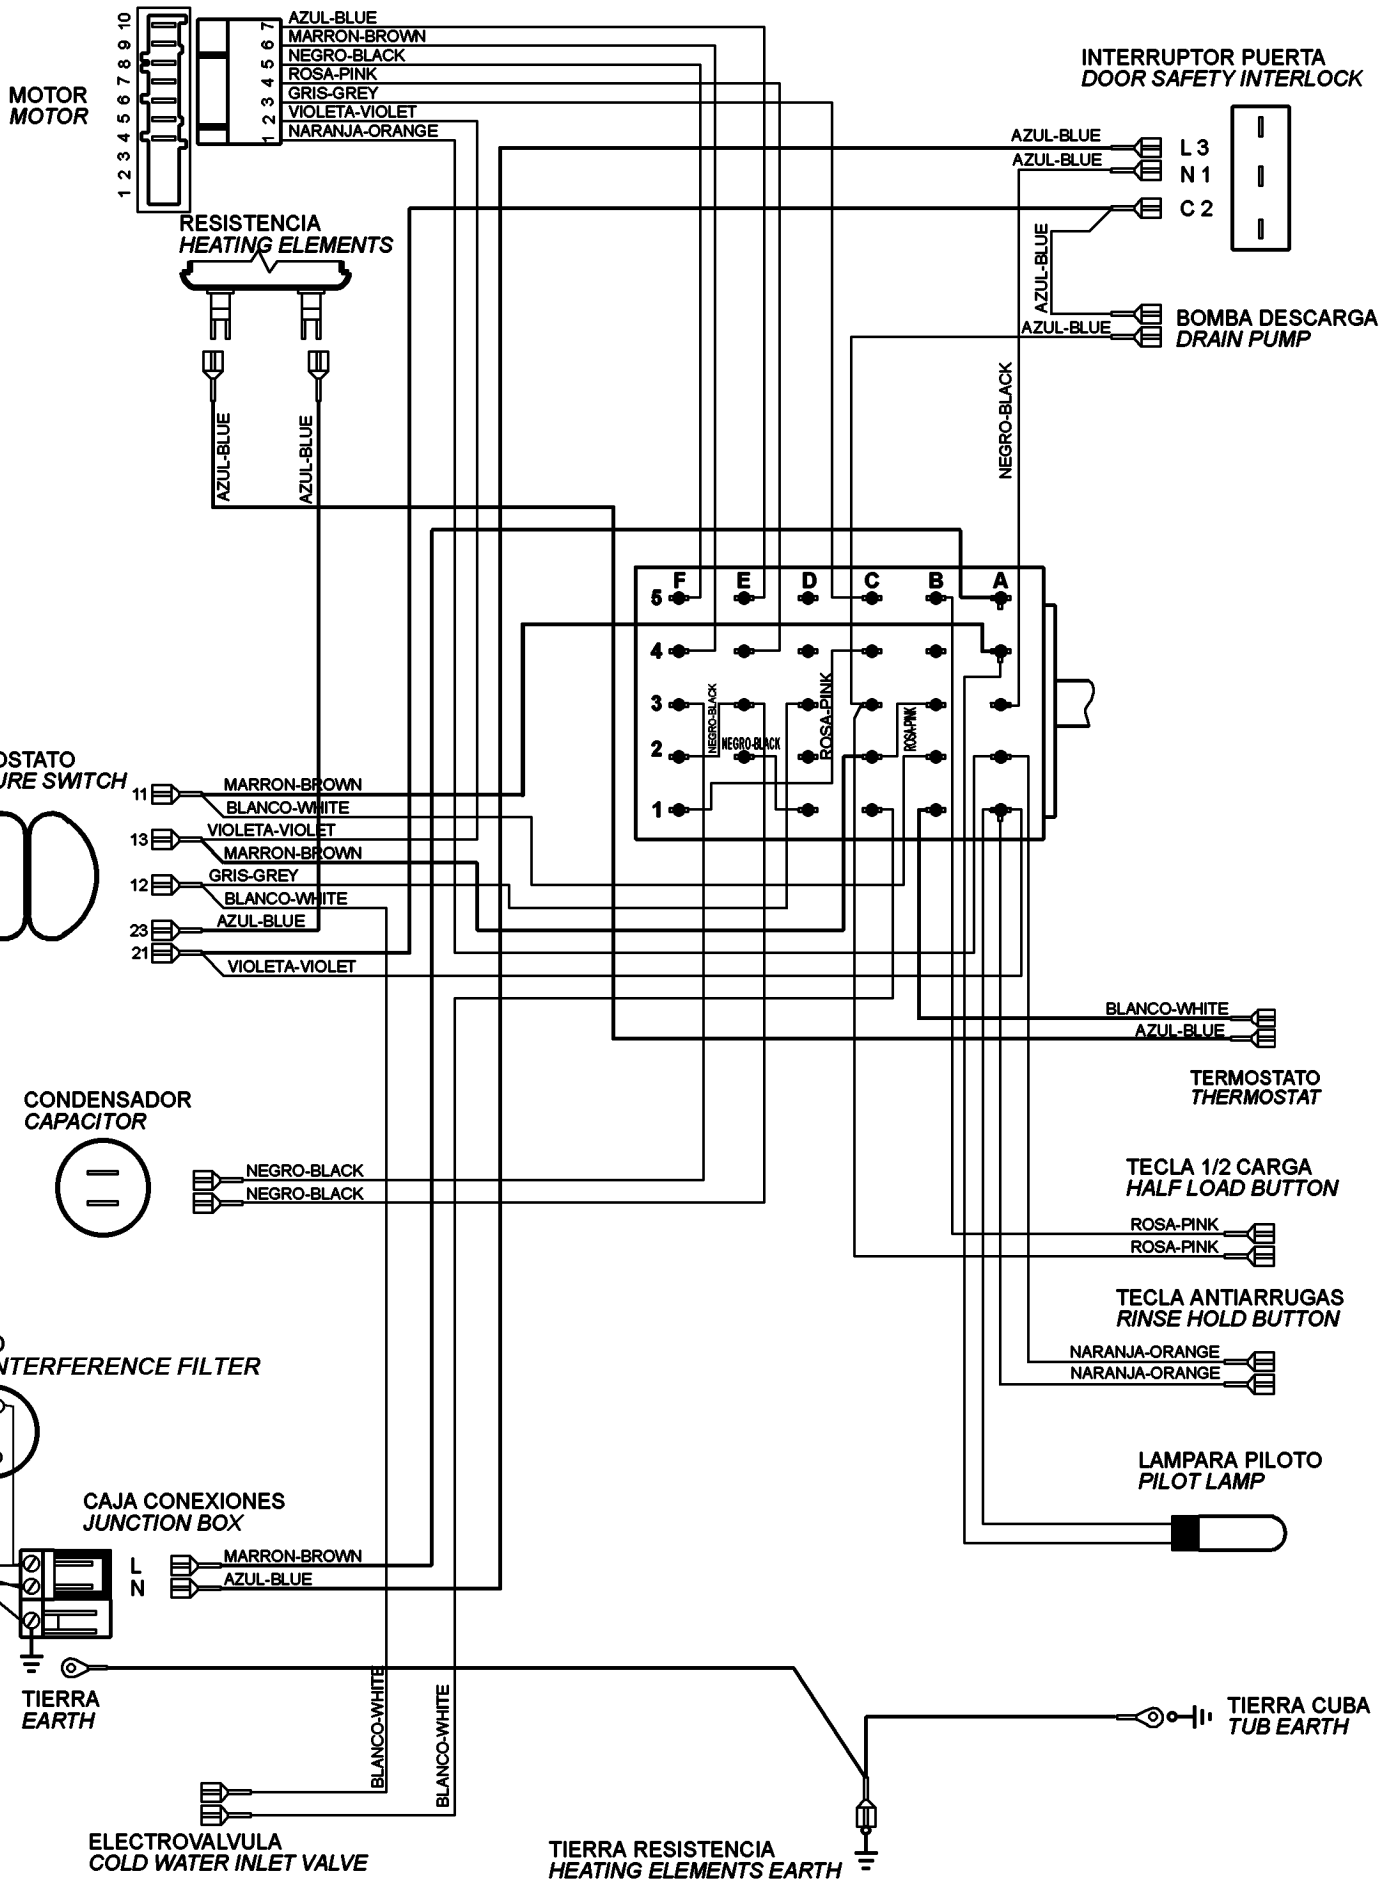 MOTOR
MOTOR
10
9
8
7
6
5
4
3
2
1
7
6
5
4
3
2
1
AZUL-BLUE
MARRON-BROWN
NEGRO-BLACK
ROSA-PINK
GRIS-GREY
VIOLETA-VIOLET
NARANJA-ORANGE
INTERRUPTOR PUERTA
DOOR SAFETY INTERLOCK
AZUL-BLUE
L 3
AZUL-BLUE
N 1
C 2
AZUL-BLUE
BOMBA DESCARGA
DRAIN PUMP
AZUL-BLUE
NEGRO-BLACK
RESISTENCIA
HEATING ELEMENTS
AZUL-BLUE
AZUL-BLUE
F E D C B A
5
4
3
2
1
NEGRO-BLACK
NEGRO-BLACK
ROSA-PINK
ROSA-PINK
OSTATO
URE SWITCH
11
MARRON-BROWN
BLANCO-WHITE
13
VIOLETA-VIOLET
MARRON-BROWN
12
GRIS-GREY
BLANCO-WHITE
23
AZUL-BLUE
21
VIOLETA-VIOLET
BLANCO-WHITE
AZUL-BLUE
TERMOSTATO
THERMOSTAT
CONDENSADOR
CAPACITOR
NEGRO-BLACK
NEGRO-BLACK
TECLA 1/2 CARGA
HALF LOAD BUTTON
ROSA-PINK
ROSA-PINK
TECLA ANTIARRUGAS
RINSE HOLD BUTTON
NARANJA-ORANGE
NARANJA-ORANGE
O
NTERFERENCE FILTER
LAMPARA PILOTO
PILOT LAMP
CAJA CONEXIONES
JUNCTION BOX
L
N
MARRON-BROWN
AZUL-BLUE
TIERRA
EARTH
BLANCO-WHITE
BLANCO-WHITE
TIERRA CUBA
TUB EARTH
ELECTROVALVULA
COLD WATER INLET VALVE
TIERRA RESISTENCIA
HEATING ELEMENTS EARTH